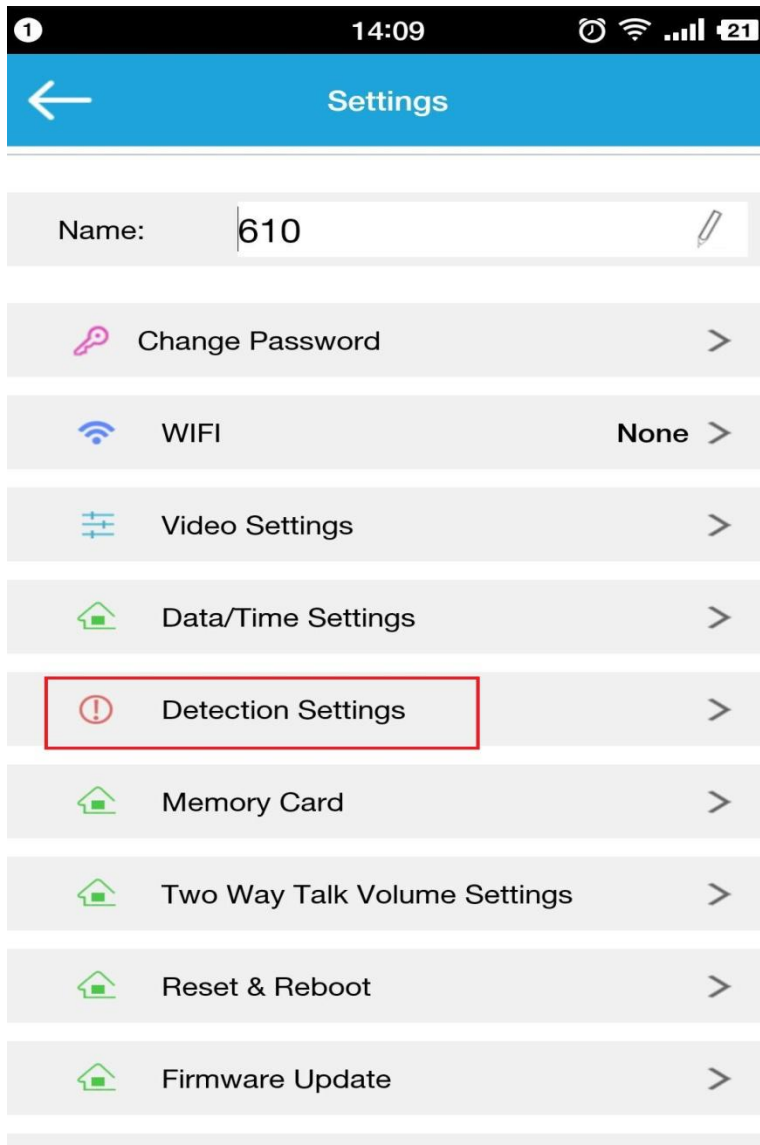 1 14:09 21
Settings
Name: 610
Change Password
WIFI None
Video Settings
Data/Time Settings
Detection Settings
Memory Card
Two Way Talk Volume Settings
Reset & Reboot
Firmware Update